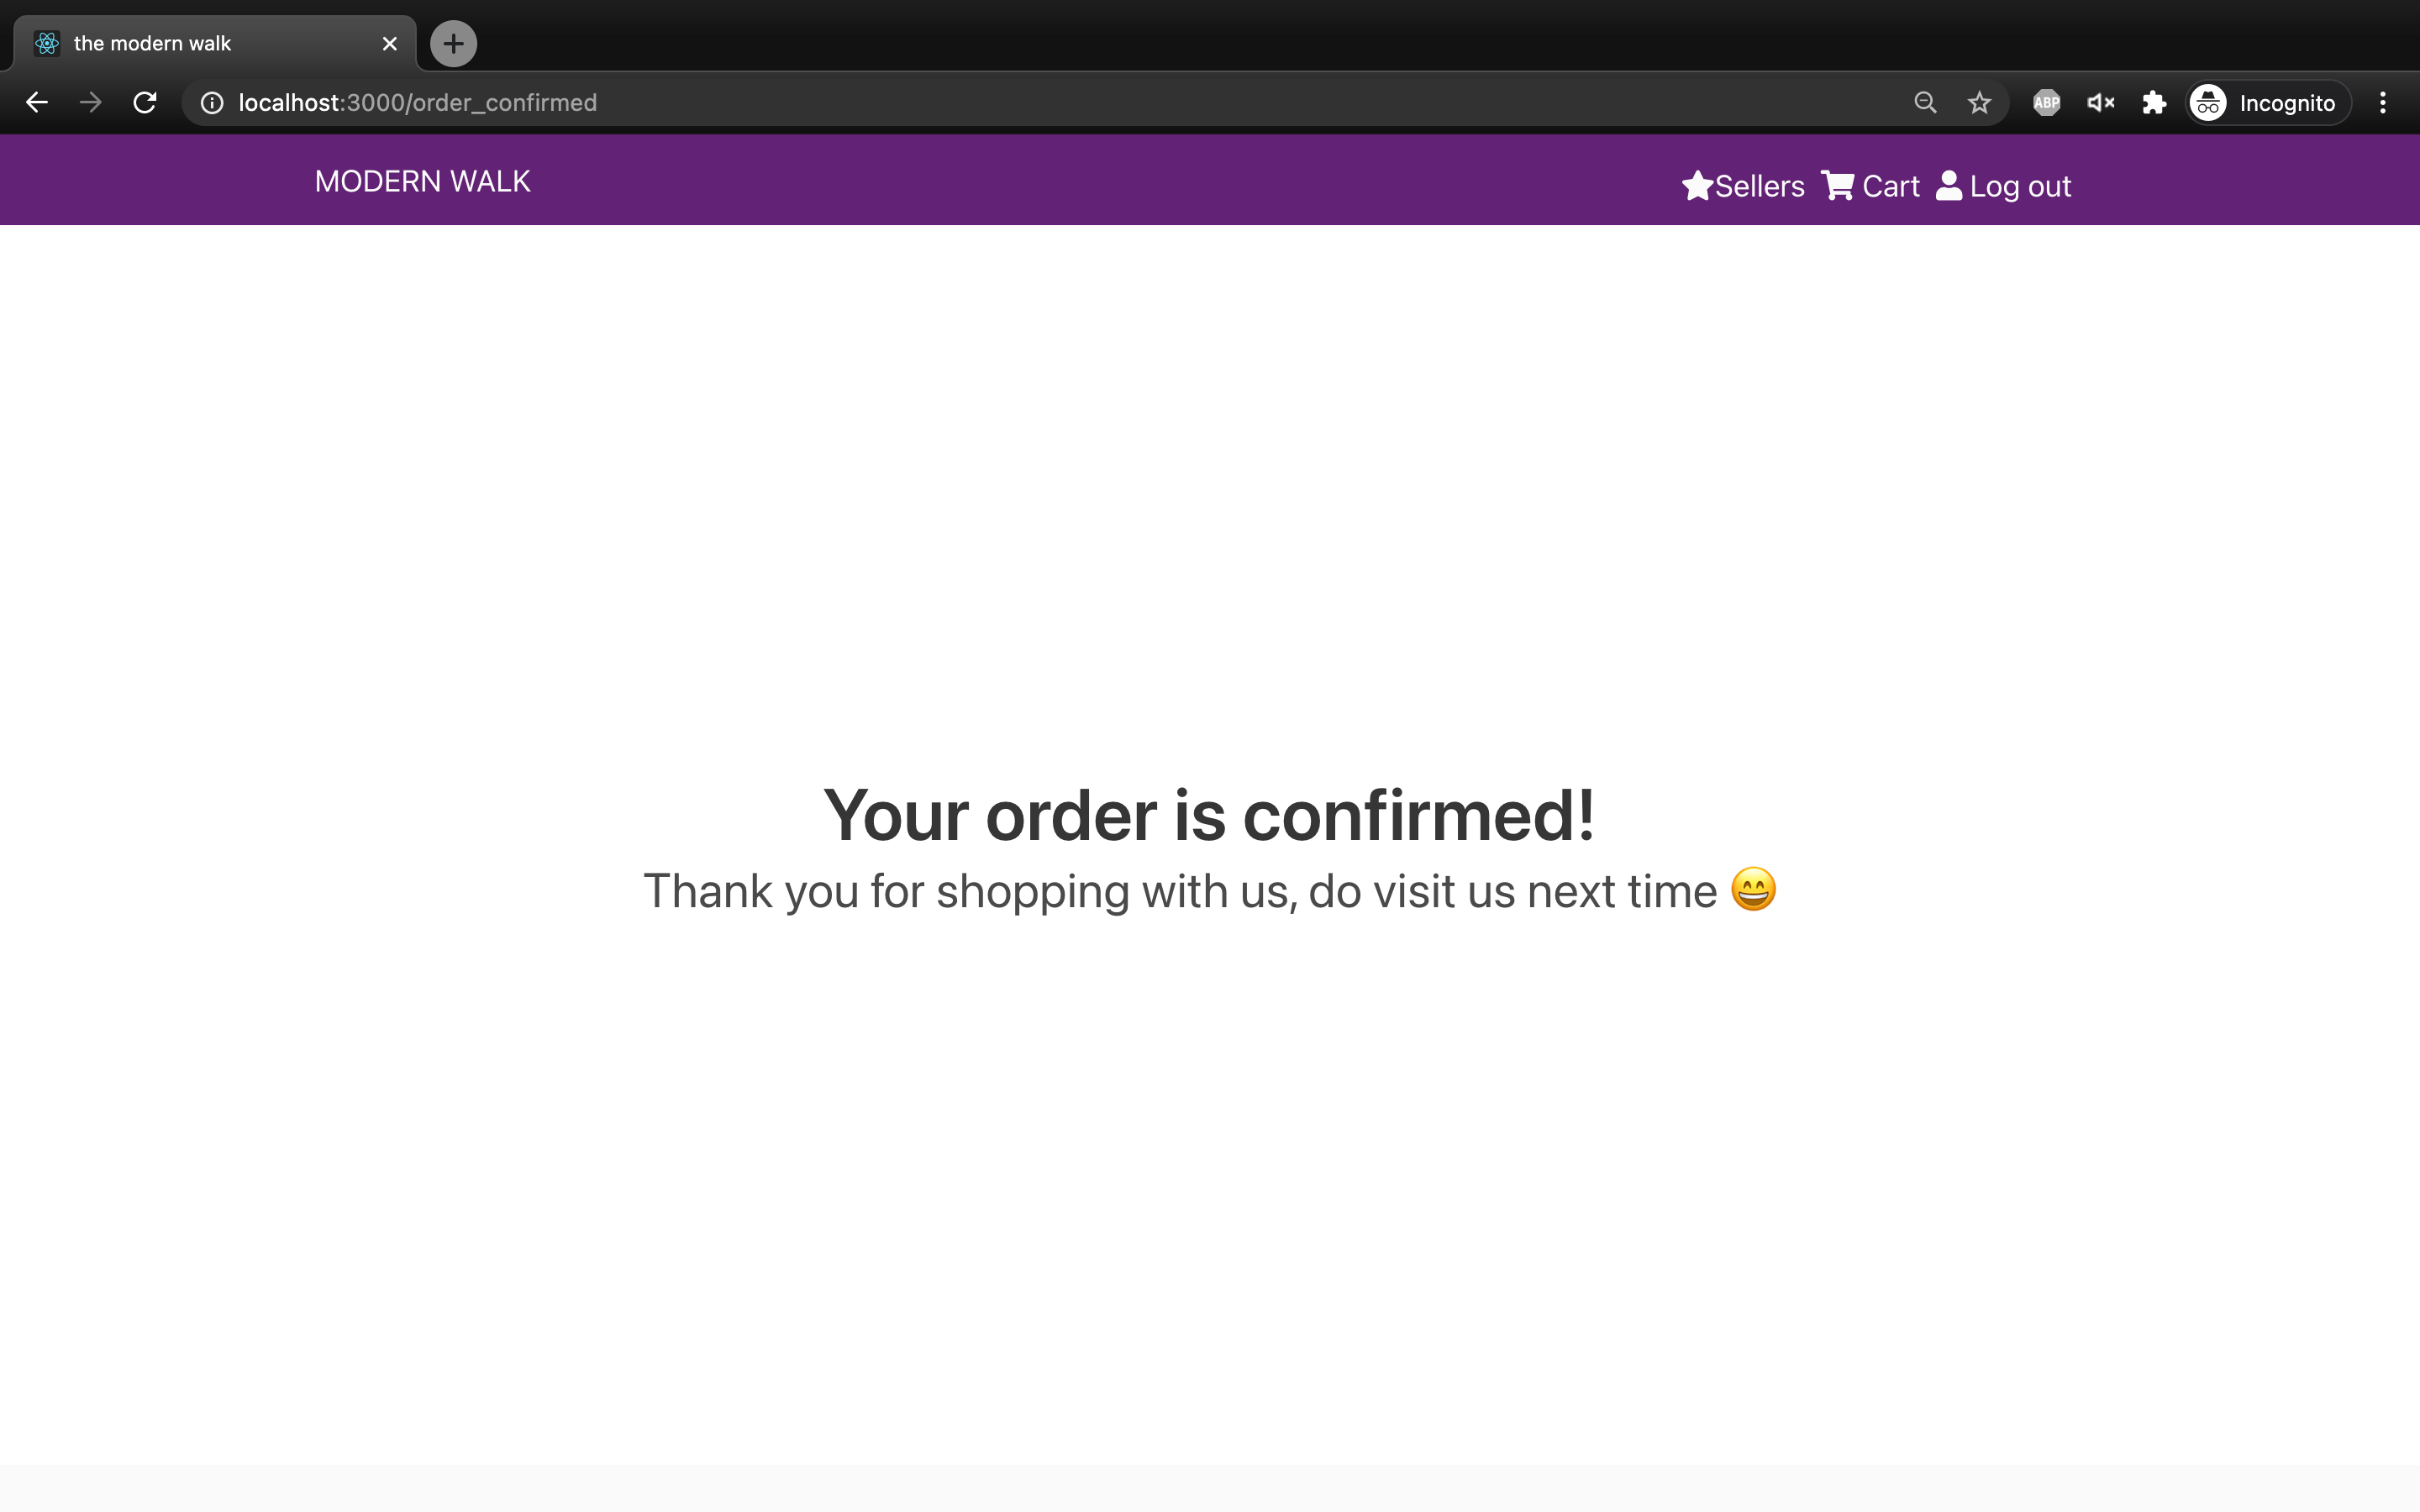 the modern walk
localhost:3000/order_confirmed
ABP
Incognito
MODERN WALK
Sellers Cart Log out
Your order is confirmed!
Thank you for shopping with us, do visit us next time 😄